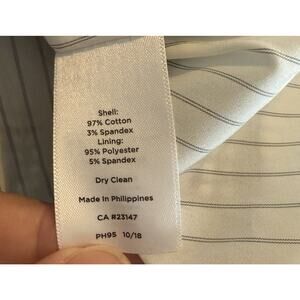 Shell:
97% Cotton
3% Spandex
Lining:
95% Polyester
5% Spandex
Dry Clean
Made In Philippines
CA #23147
PH95 10/18